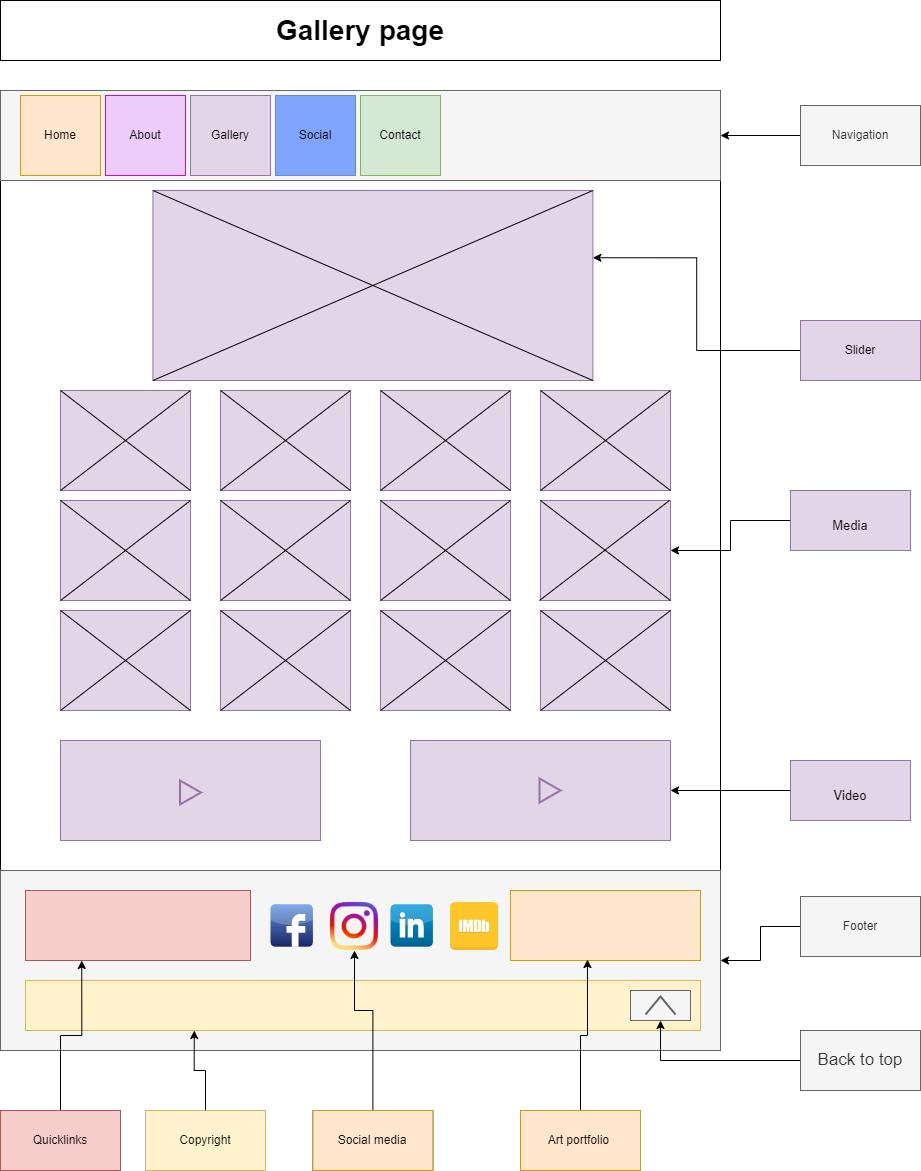 Gallery page
Home
About
Gallery
Social
Contact
Navigation
Slider
Media
Video
f
in
IMDb
Footer
Back to top
Quicklinks
Copyright
Social media
Art portfolio